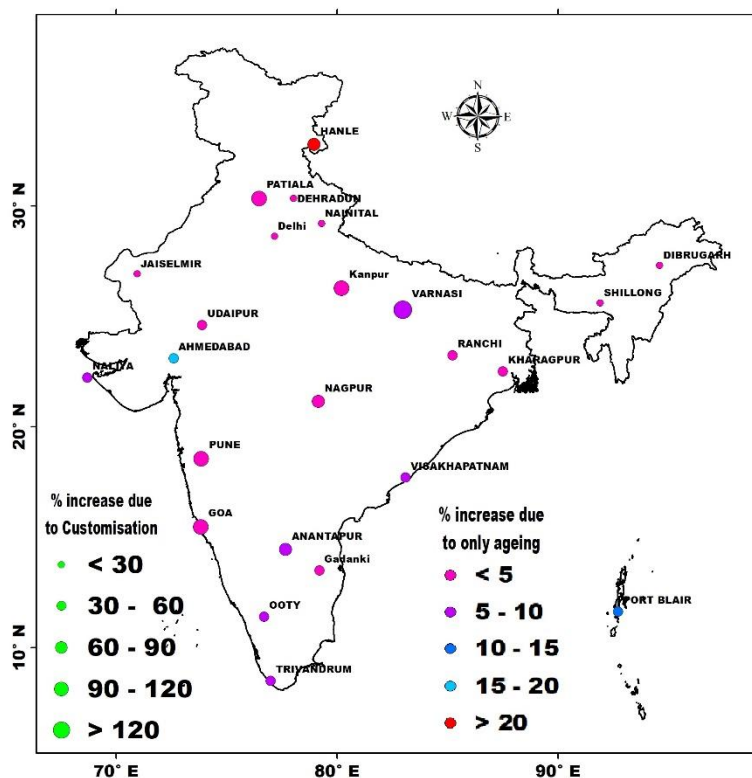 N
W E
S
HANLE
30° N
PATIALA
DEHRADUN
NAINITAL
Delhi
JAISELMIR
DIBRUGARH
Kanpur
SHILLONG
VARNASI
UDAIPUR
AHMEDABAD
RANCHI
NALIYA
KHARAGPUR
NAGPUR
20° N
PUNE
VISAKHAPATNAM
GOA
ANANTAPUR
Gadanki
OOTY
PORT BLAIR
10° N
TRIVANDRUM
% increase due
to Customisation
< 30
30 - 60
60 - 90
90 - 120
> 120
% increase due
to only ageing
< 5
5 - 10
10 - 15
15 - 20
> 20
70° E 80° E 90° E